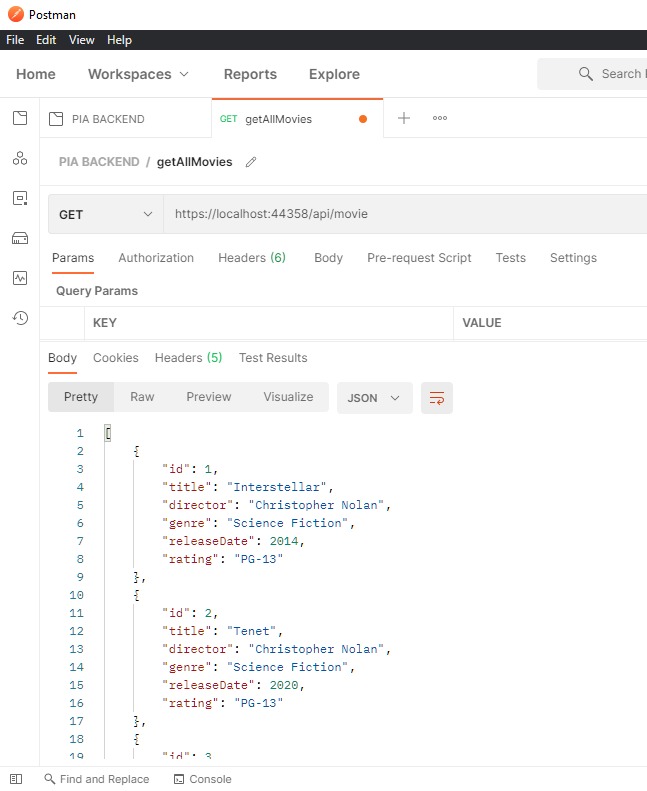 Postman
File Edit View Help
Home Workspaces Reports Explore Search
PIA BACKEND GET getAllMovies
PIA BACKEND / getAllMovies
GET https://localhost:44358/api/movie
Params Authorization Headers (6) Body Pre-request Script Tests Settings
Query Params
KEY VALUE
Body Cookies Headers (5) Test Results
Pretty Raw Preview Visualize JSON
1 [
2 {
3 "id": 1,
4 "title": "Interstellar",
5 "director": "Christopher Nolan",
6 "genre": "Science Fiction",
7 "releaseDate": 2014,
8 "rating": "PG-13"
9 },
10 {
11 "id": 2,
12 "title": "Tenet",
13 "director": "Christopher Nolan",
14 "genre": "Science Fiction",
15 "releaseDate": 2020,
16 "rating": "PG-13"
17 },
18 {
19 "id": 3
Find and Replace Console